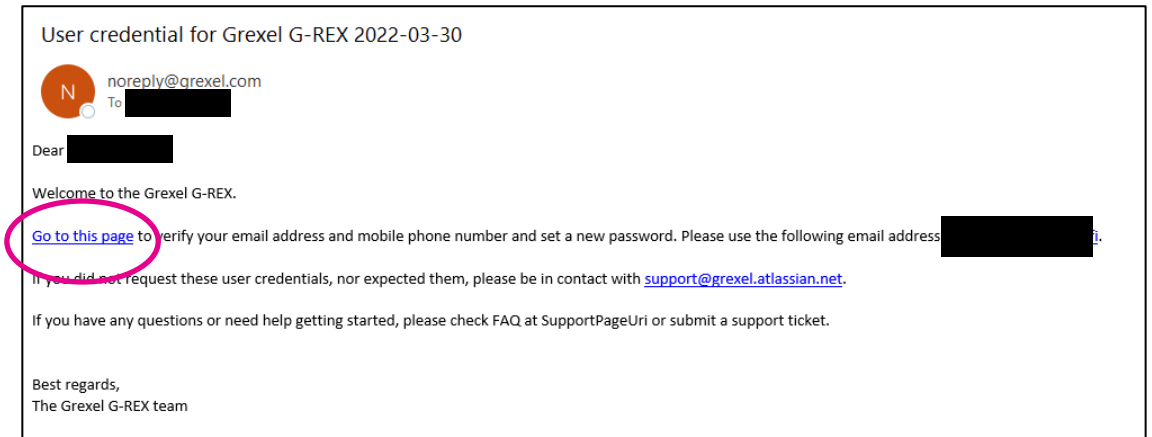 User credential for Grexel G-REX 2022-03-30
N
noreply@grexel.com
To
Dear
Welcome to the Grexel G-REX.
Go to this page to verify your email address and mobile phone number and set a new password. Please use the following email address fi.
If you did not request these user credentials, nor expected them, please be in contact with support@grexel.atlassian.net.
If you have any questions or need help getting started, please check FAQ at SupportPageUri or submit a support ticket.
Best regards,
The Grexel G-REX team